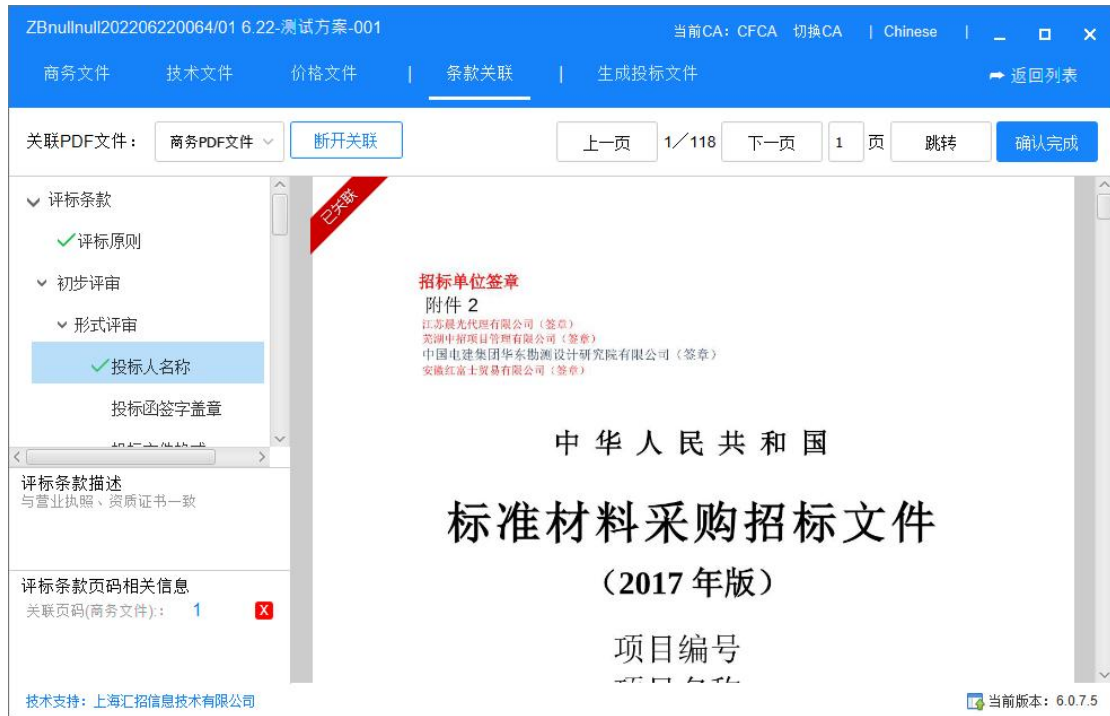 ZBnullnull202206220064/01 6.22-测试方案-001
当前CA: CFCA 切换CA | Chinese |
商务文件 技术文件 价格文件 | 条款关联 | 生成投标文件 返回列表
关联PDF文件: 商务PDF文件 断开关联 上一页 1/118 下一页 1 页 跳转 确认完成
评标条款
评标原则
初步评审
形式评审
投标人名称
投标函签字盖章
评标条款描述
与营业执照、资质证书一致
评标条款页码相关信息
关联页码(商务文件):: 1 X
已关联
招标单位签章
附件 2
江苏晨光代理有限公司（签章）
芜湖中招项目管理有限公司（签章）
中国电建集团华东勘测设计研究院有限公司（签章）
安徽红富士贸易有限公司（签章）
中华人民共和国
标准材料采购招标文件
（2017 年版）
项目编号
技术支持: 上海汇招信息技术有限公司
当前版本: 6.0.7.5